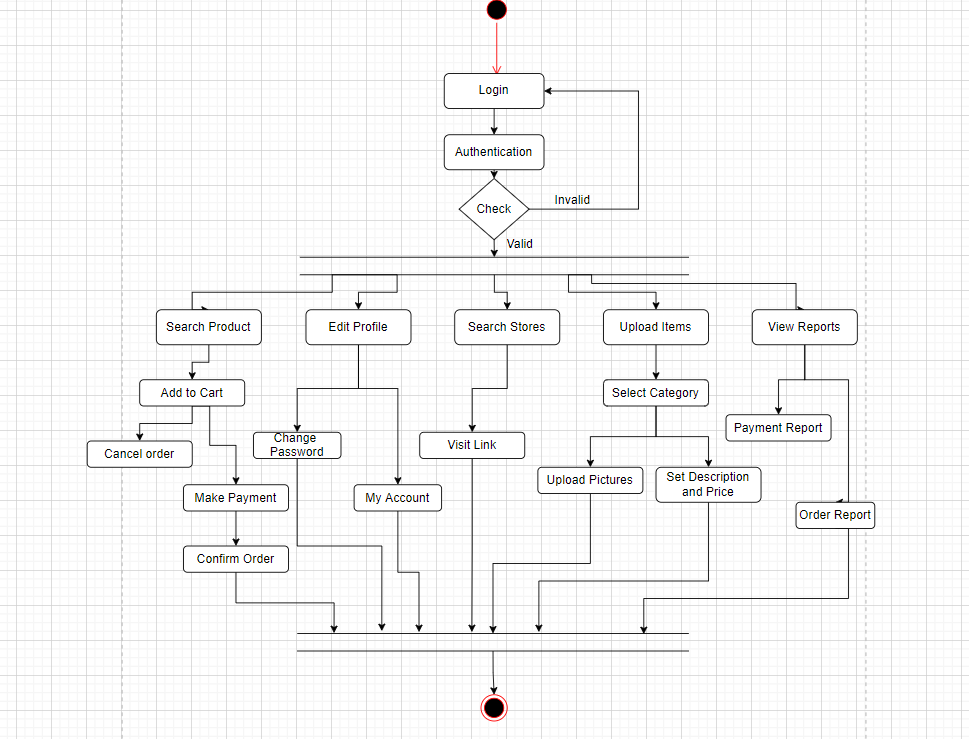 Login
Authentication
Check
Invalid
Valid
Search Product
Edit Profile
Search Stores
Upload Items
View Reports
Add to Cart
Select Category
Payment Report
Cancel order
Change
Password
Visit Link
Upload Pictures
Set Description
and Price
Make Payment
My Account
Order Report
Confirm Order